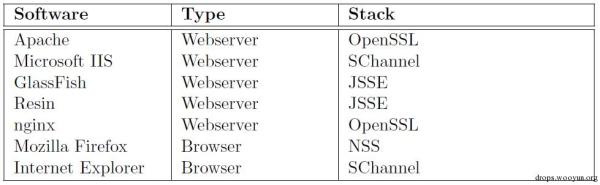 Software Type Stack
Apache Webserver OpenSSL
Microsoft IIS Webserver SChannel
GlassFish Webserver JSSE
Resin Webserver JSSE
nginx Webserver OpenSSL
Mozilla Firefox Browser NSS
Internet Explorer Browser SChannel
drops.wooyun.org